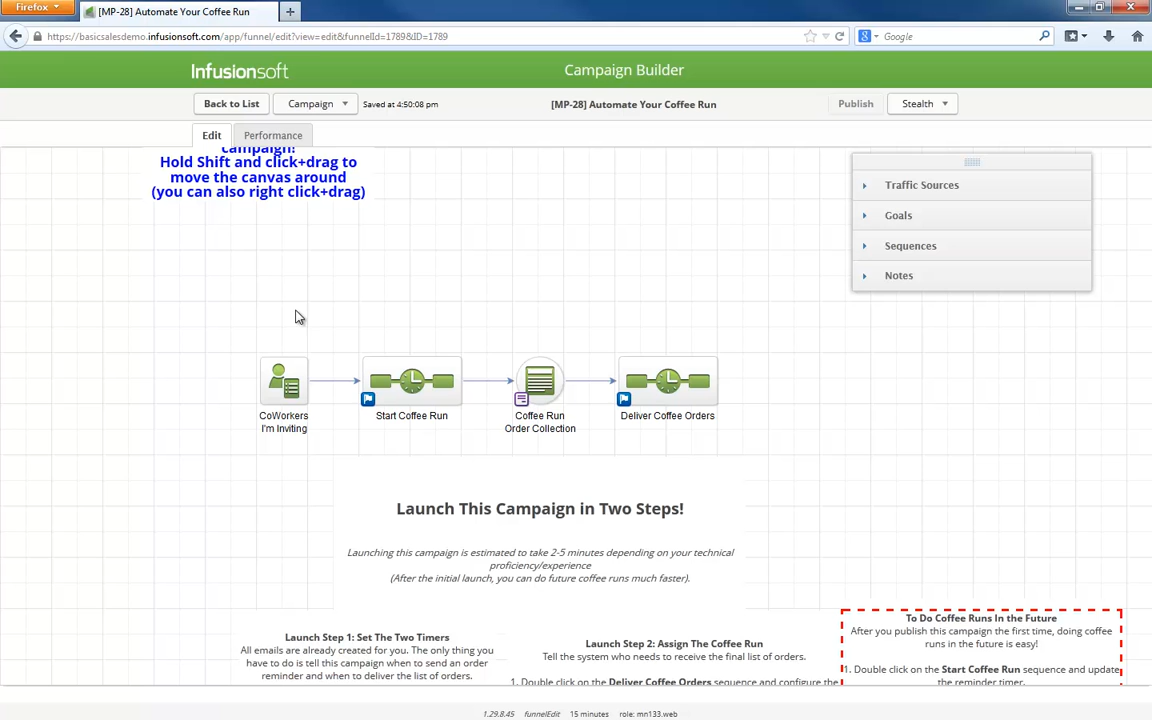 Firefox
[MP-28] Automate Your Coffee Run
https://basicsalesdemo.infusionsoft.com/app/funnel/edit?view=edit&funnelId=1789&ID=1789
Google
Infusionsoft
Campaign Builder
Back to List
Campaign
Saved at 4:50:08 pm
[MP-28] Automate Your Coffee Run
Publish
Stealth
Edit
Performance
campaign!
Hold Shift and click+drag to
move the canvas around
(you can also right click+drag)
Traffic Sources
Goals
Sequences
Notes
CoWorkers
I'm Inviting
Start Coffee Run
Coffee Run
Order Collection
Deliver Coffee Orders
Launch This Campaign in Two Steps!
Launching this campaign is estimated to take 2-5 minutes depending on your technical
proficiency/experience
(After the initial launch, you can do future coffee runs much faster).
Launch Step 1: Set The Two Timers
All emails are already created for you. The only thing you
have to do is tell this campaign when to send an order
reminder and when to deliver the list of orders.
Launch Step 2: Assign The Coffee Run
Tell the system who needs to receive the final list of orders.
1. Double click on the Deliver Coffee Orders sequence and configure the
To Do Coffee Runs In the Future
After you publish this campaign the first time, doing coffee
runs in the future is easy!
1. Double click on the Start Coffee Run sequence and update
the reminder timer.
1.29.8.45 funnelEdit 15 minutes role: mn133.web